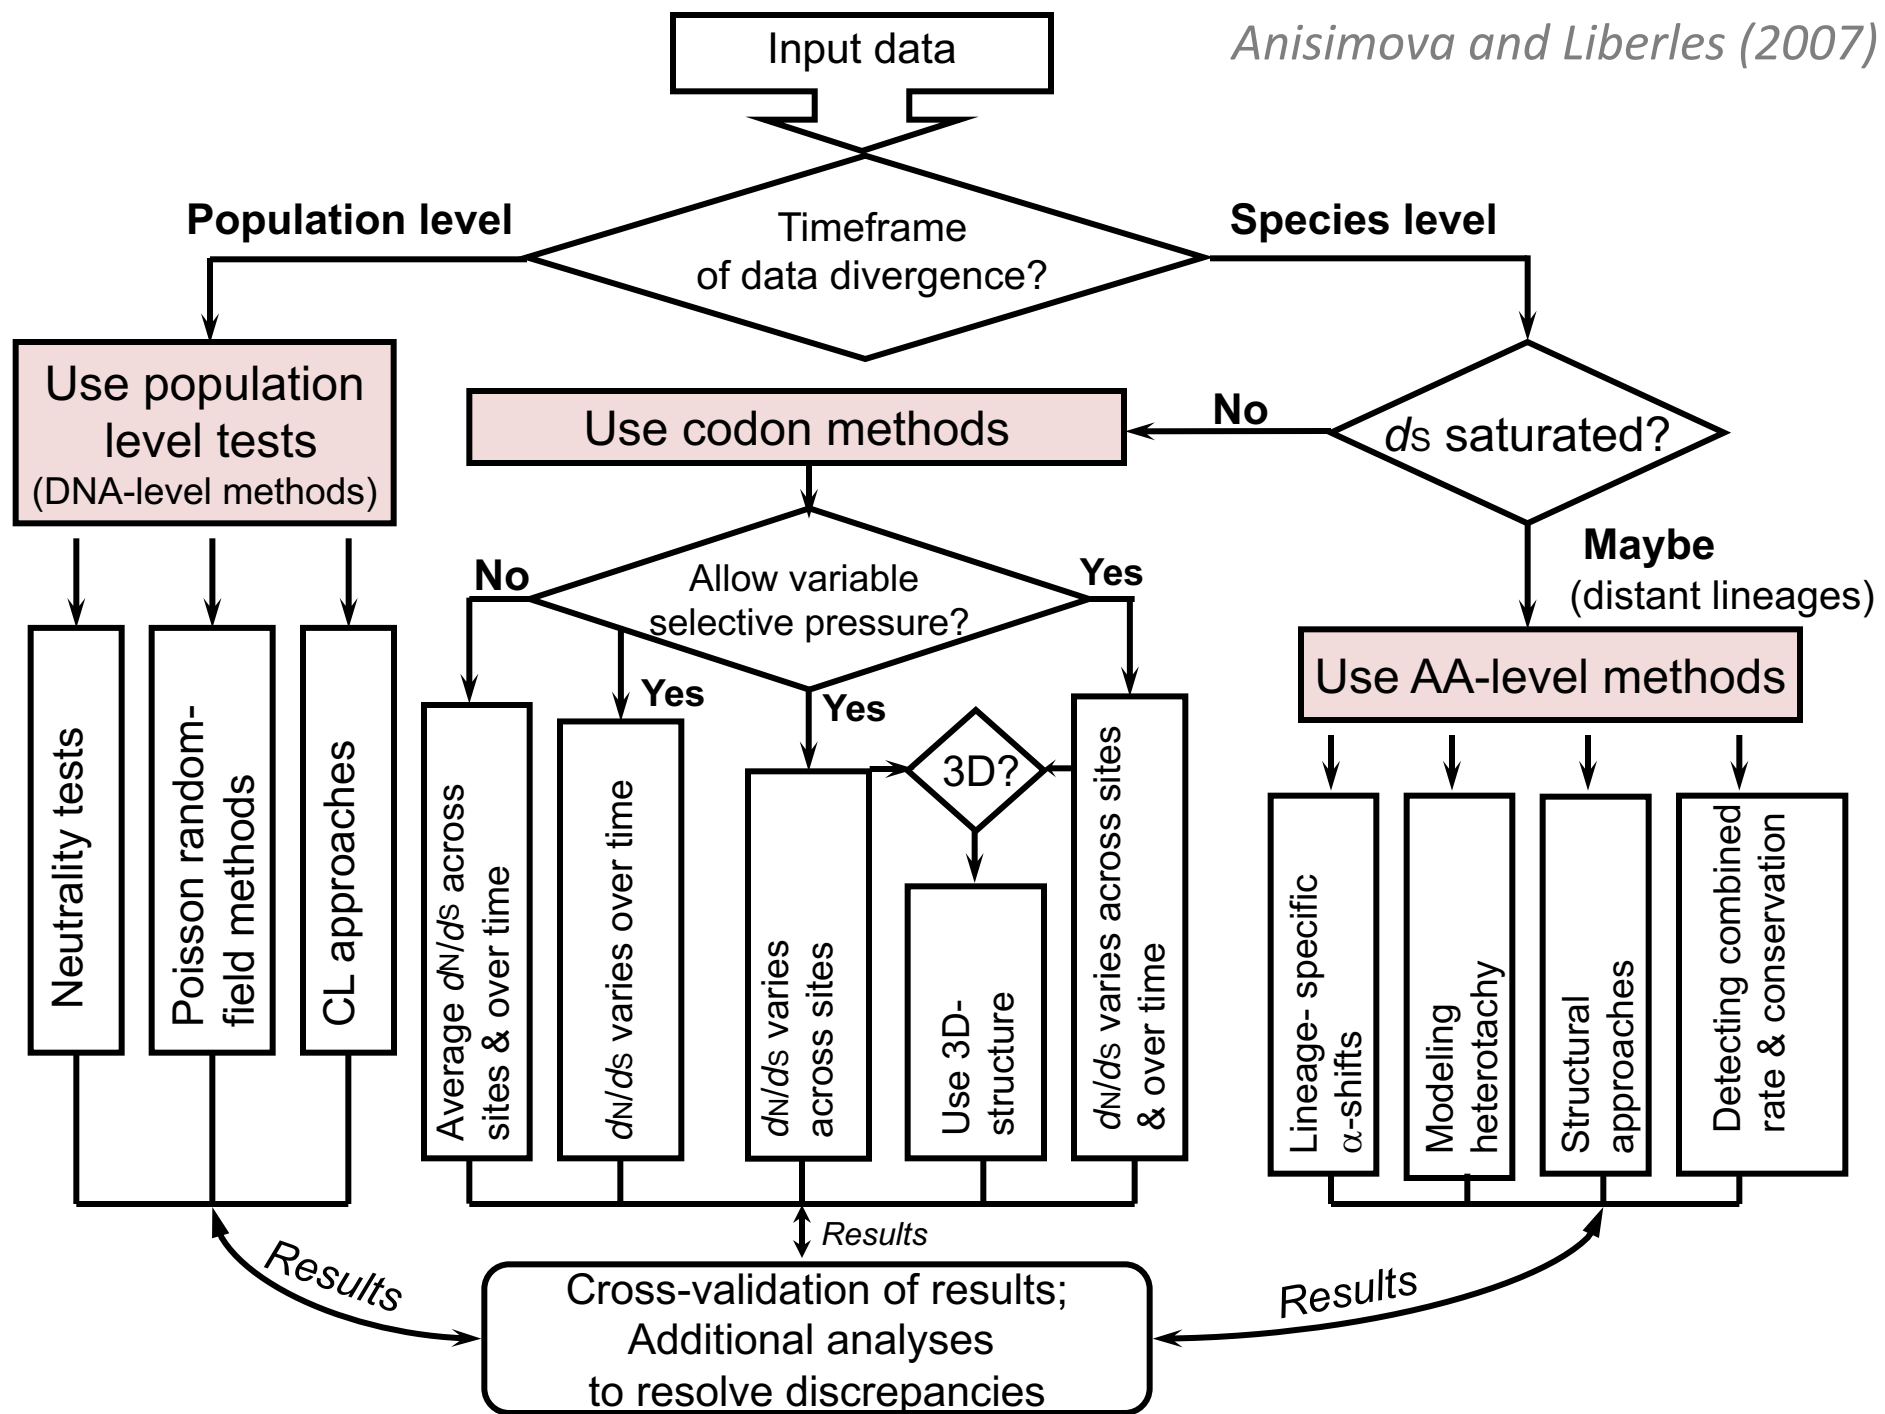 Input data
Anisimova and Liberles (2007)
Population level
Timeframe
of data divergence?
Species level
Use population
level tests
(DNA-level methods)
Use codon methods
No
dS saturated?
Maybe
(distant lineages)
No
Allow variable
selective pressure?
Yes
Yes
Yes
3D?
Use AA-level methods
Neutrality tests
Poisson random-
field methods
CL approaches
Average dN/dS across
sites & over time
dN/dS varies over time
dN/dS varies
across sites
Use 3D-
structure
dN/dS varies across sites
& over time
Lineage- specific
α-shifts
Modeling
heterotachy
Structural
approaches
Detecting combined
rate & conservation
Results
Results
Results
Cross-validation of results;
Additional analyses
to resolve discrepancies